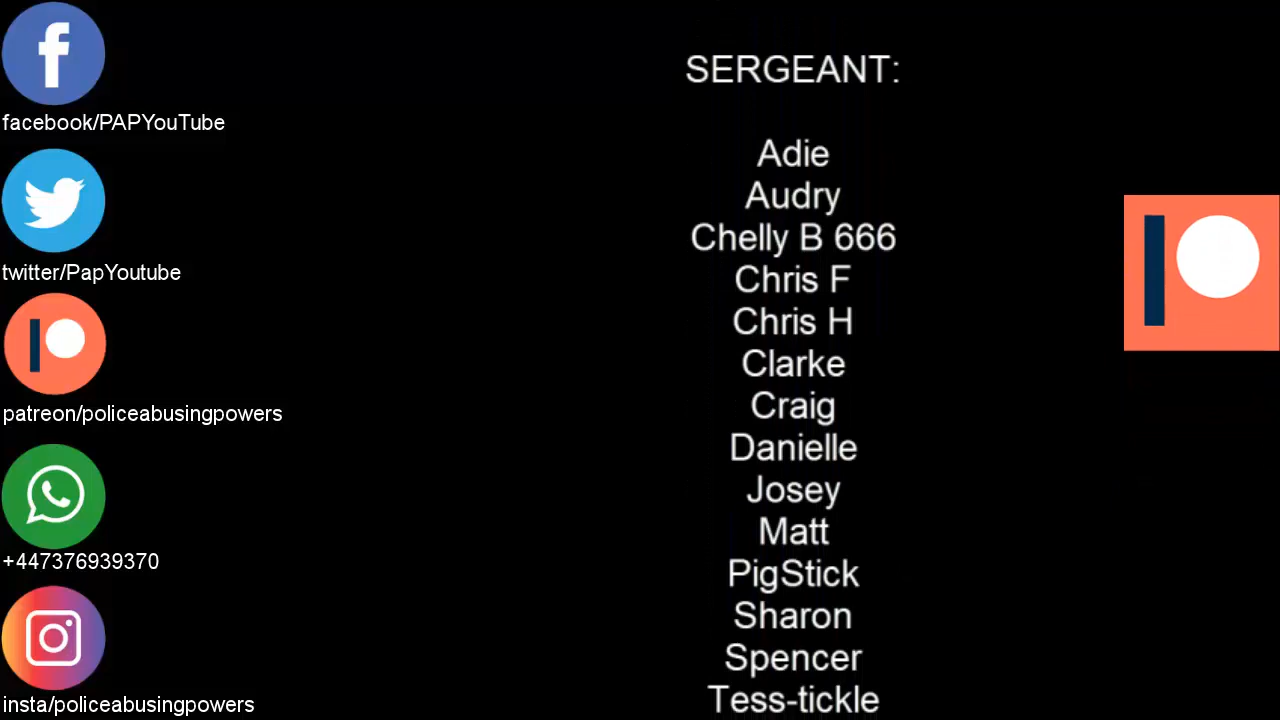 facebook/PAPYouTube
twitter/PapYoutube
patreon/policeabusingpowers
+447376939370
insta/policeabusingpowers
SERGEANT:
Adie
Audry
Chelly B 666
Chris F
Chris H
Clarke
Craig
Danielle
Josey
Matt
PigStick
Sharon
Spencer
Tess-tickle